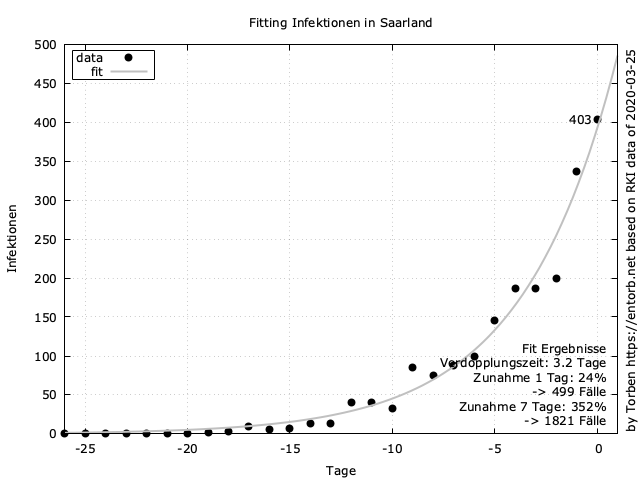 Fitting Infektionen in Saarland
500
450
400
350
300
250
200
150
100
50
0
Infektionen
data
fit
403
Fit Ergebnisse
Verdopplungszeit: 3.2 Tage
Zunahme 1 Tag: 24%
-> 499 Fälle
Zunahme 7 Tage: 352%
-> 1821 Fälle
-25 -20 -15 -10 -5 0
Tage
by Torben https://entorb.net based on RKI data of 2020-03-25